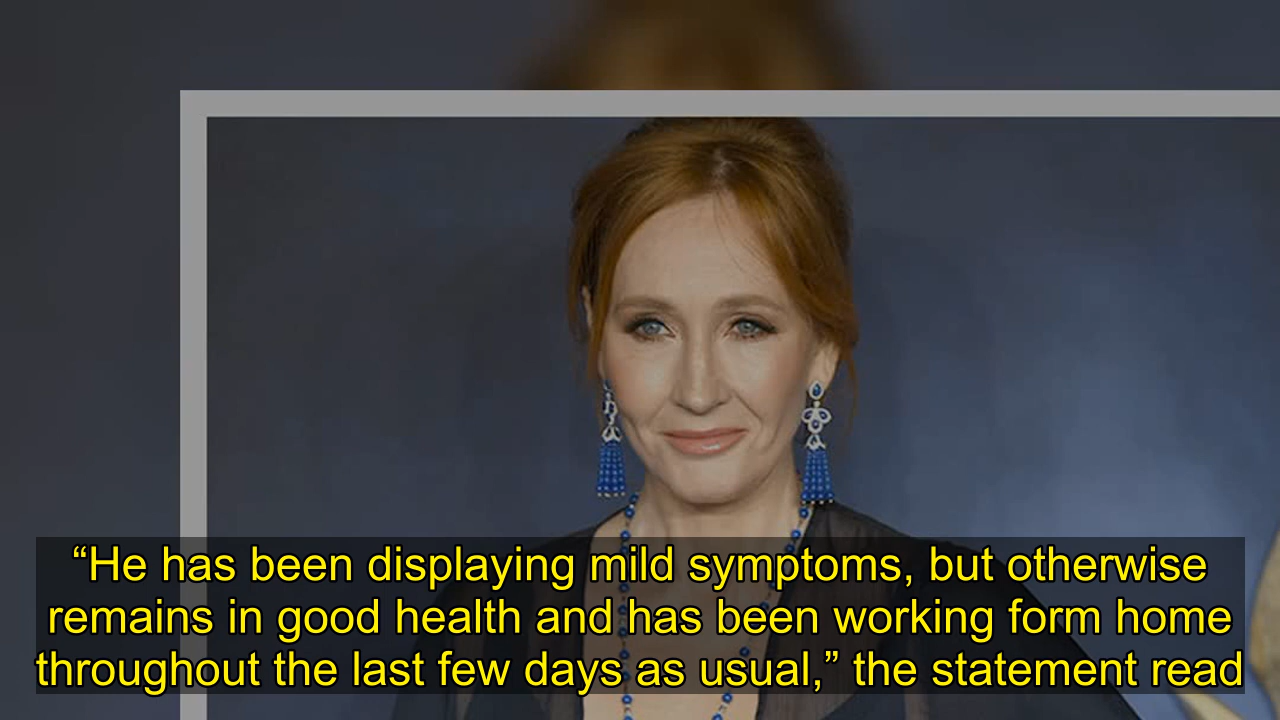 “He has been displaying mild symptoms, but otherwise
remains in good health and has been working form home
throughout the last few days as usual,” the statement read